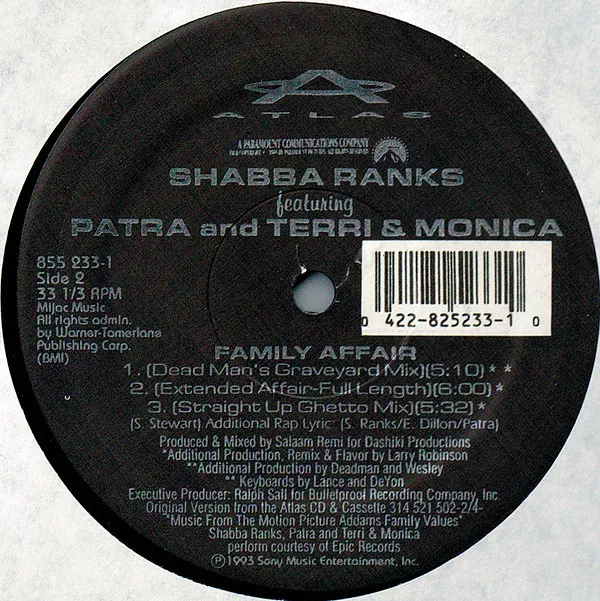 ATLAS
A PARAMOUNT COMMUNICATIONS COMPANY
SHABBA RANKS
featuring
PATRA and TERRI & MONICA
855 233-1
Side 2
33 1/3 RPM
Mijac Music
All rights admin.
by Warner-Tamerlane
Publishing Corp.
(BMI)
0 422-825233-1 0
FAMILY AFFAIR
1. (Dead Man's Graveyard Mix)(5:10)**
2. (Extended Affair-Full Length)(6:00)*
3. (Straight Up Ghetto Mix)(5:32)*
(S. Stewart) Additional Rap Lyric: (S. Ranks/E. Dillon/Patra)
Produced & Mixed by Salaam Remi for Dashiki Productions
*Additional Production, Remix & Flavor by Larry Robinson
**Additional Production by Deadman and Wesley
** Keyboards by Lance and DeYon
Executive Producer: Ralph Sall for Bulletproof Recording Company, Inc.
Original Version from the Atlas CD & Cassette 314 521 502-2/4-
"Music From The Motion Picture Addams Family Values"
Shabba Ranks, Patra and Terri & Monica
perform courtesy of Epic Records
℗1993 Sony Music Entertainment, Inc.